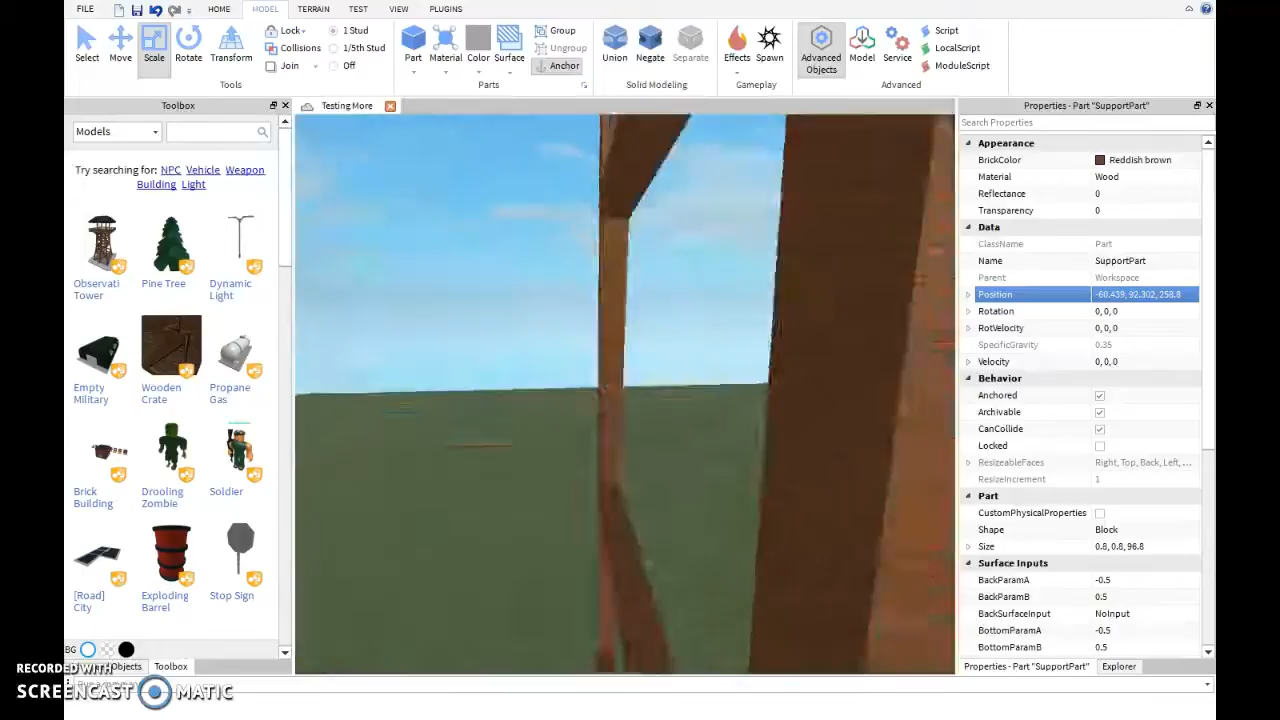 FILE HOME MODEL TERRAIN TEST VIEW PLUGINS
Select Move Scale Rotate Transform
Lock
Collisions
Join
1 Stud
1/5th Stud
Off
Tools
Part Material Color Surface
Group
Ungroup
Anchor
Parts
Union Negate Separate
Solid Modeling
Effects Spawn
Gameplay
Advanced Objects Model Service
Script
LocalScript
ModuleScript
Advanced
Toolbox
Models
Try searching for: NPC Vehicle Weapon
Building Light
Observati Pine Tree Dynamic
Tower Light
Empty Wooden Propane
Military Crate Gas
Brick Drooling Soldier
Building Zombie
[Road] Exploding Stop Sign
City Barrel
BG
Objects Toolbox
RECORDED WITH
SCREENCAST MATIC
Testing More
Properties - Part "SupportPart"
Search Properties
Appearance
BrickColor Reddish brown
Material Wood
Reflectance 0
Transparency 0
Data
ClassName Part
Name SupportPart
Parent Workspace
Position -60.439, 92.302, 258.8
Rotation 0, 0, 0
RotVelocity 0, 0, 0
SpecificGravity 0.35
Velocity 0, 0, 0
Behavior
Anchored
Archivable
CanCollide
Locked
ResizeableFaces Right, Top, Back, Left, ...
ResizeIncrement 1
Part
CustomPhysicalProperties
Shape Block
Size 0.8, 0.8, 96.8
Surface Inputs
BackParamA -0.5
BackParamB 0.5
BackSurfaceInput NoInput
BottomParamA -0.5
BottomParamB 0.5
Properties - Part "SupportPart" Explorer